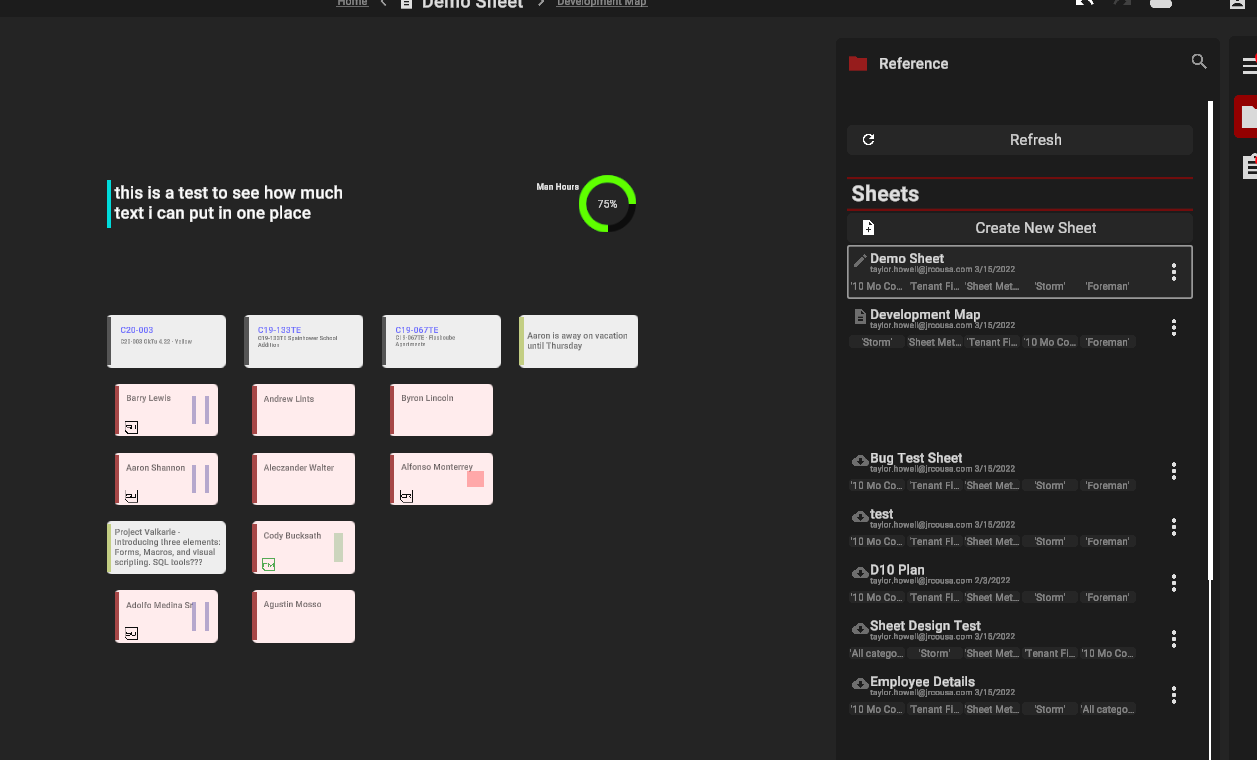 Home
Demo Sheet
Development Map
Reference
Refresh
this is a test to see how much
text i can put in one place
Man Hours
75%
Sheets
Create New Sheet
Demo Sheet
taylor.howell@jrcousa.com 3/15/2022
'10 Mo Co... 'Tenant Fi... 'Sheet Met... 'Storm' 'Foreman'
Development Map
taylor.howell@jrcousa.com 3/15/2022
'Storm' 'Sheet Met... 'Tenant Fi... '10 Mo Co... 'Foreman'
C20-003
C20-003 OkTu 4.22 - Yellow
C19-133TE
C19-133TE Spaintower School
Addition
C19-067TE
C19-067TE -
Apartments
Aaron is away on vacation
until Thursday
Barry Lewis
Andrew Lints
Byron Lincoln
Aaron Shannon
Aleczander Walter
Alfonso Monterrey
Project Valkarie -
Introducing three elements:
Forms, Macros, and visual
scripting. SQL tools???
Cody Bucksath
Adolfo Medina Sr
Agustin Mosso
Bug Test Sheet
taylor.howell@jrcousa.com 3/15/2022
'10 Mo Co... 'Tenant Fi... 'Sheet Met... 'Storm' 'Foreman'
test
taylor.howell@jrcousa.com 3/15/2022
'10 Mo Co... 'Tenant Fi... 'Sheet Met... 'Storm' 'Foreman'
D10 Plan
taylor.howell@jrcousa.com 2/3/2022
'10 Mo Co... 'Tenant Fi... 'Sheet Met... 'Storm' 'Foreman'
Sheet Design Test
taylor.howell@jrcousa.com 3/15/2022
'All catego... 'Storm' 'Sheet Met... 'Tenant Fi... '10 Mo Co...
Employee Details
taylor.howell@jrcousa.com 3/15/2022
'10 Mo Co... 'Tenant Fi... 'Sheet Met... 'Storm' 'All catego...